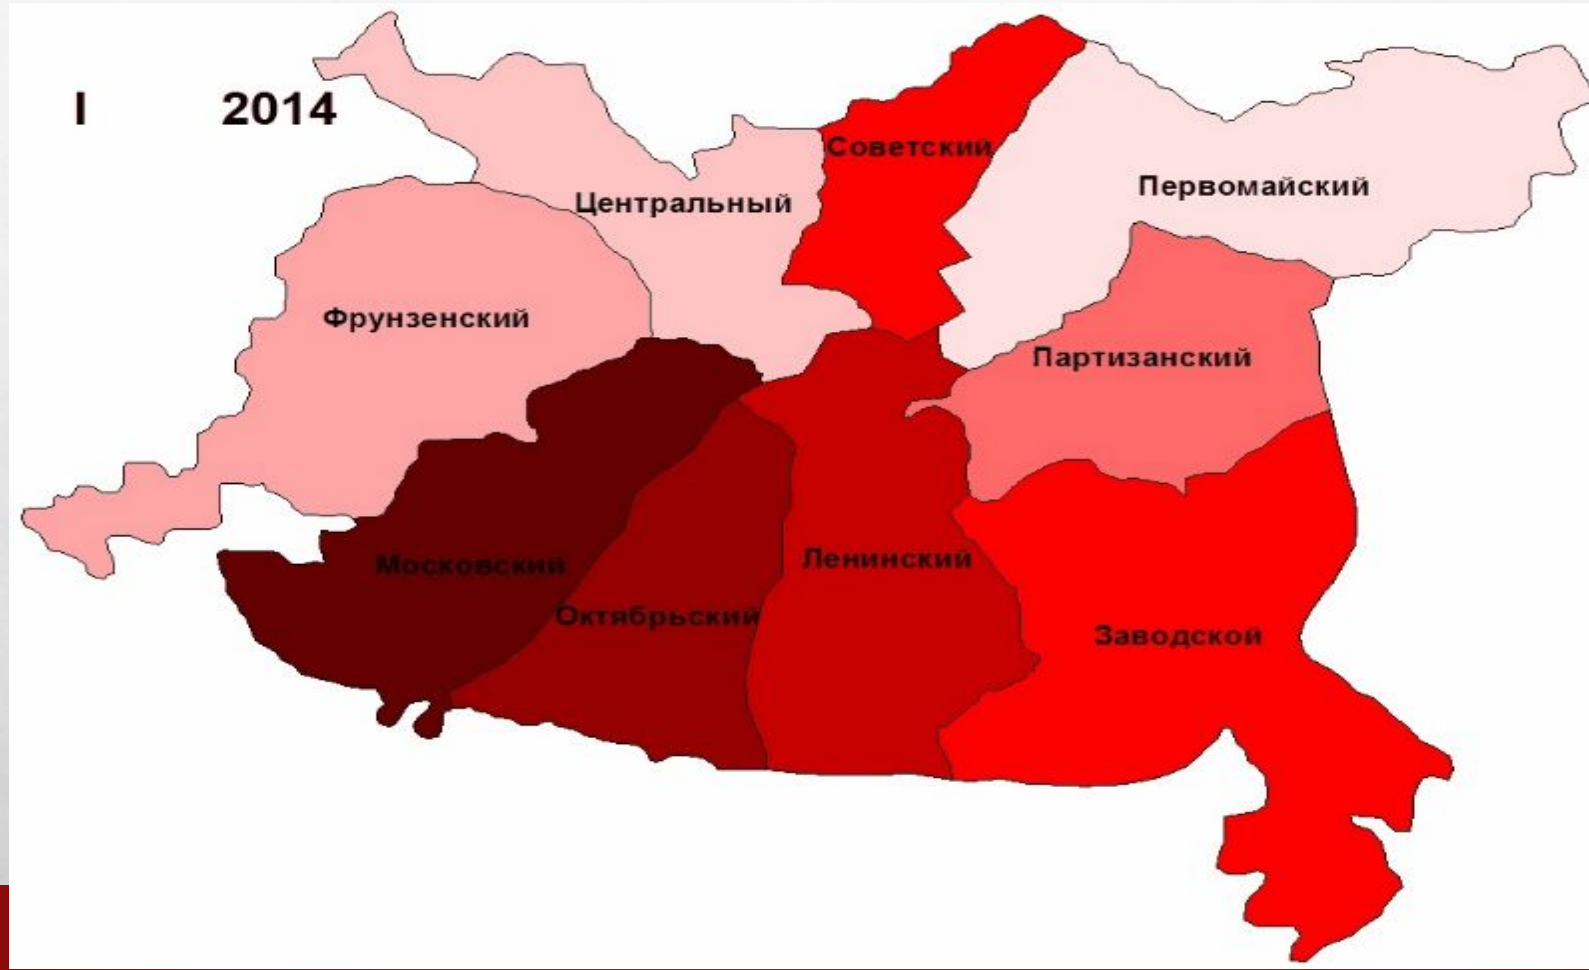 I 2014
Советский
Центральный
Первомайский
Фрунзенский
Партизанский
Московский
Ленинский
Октябрьский
Заводской